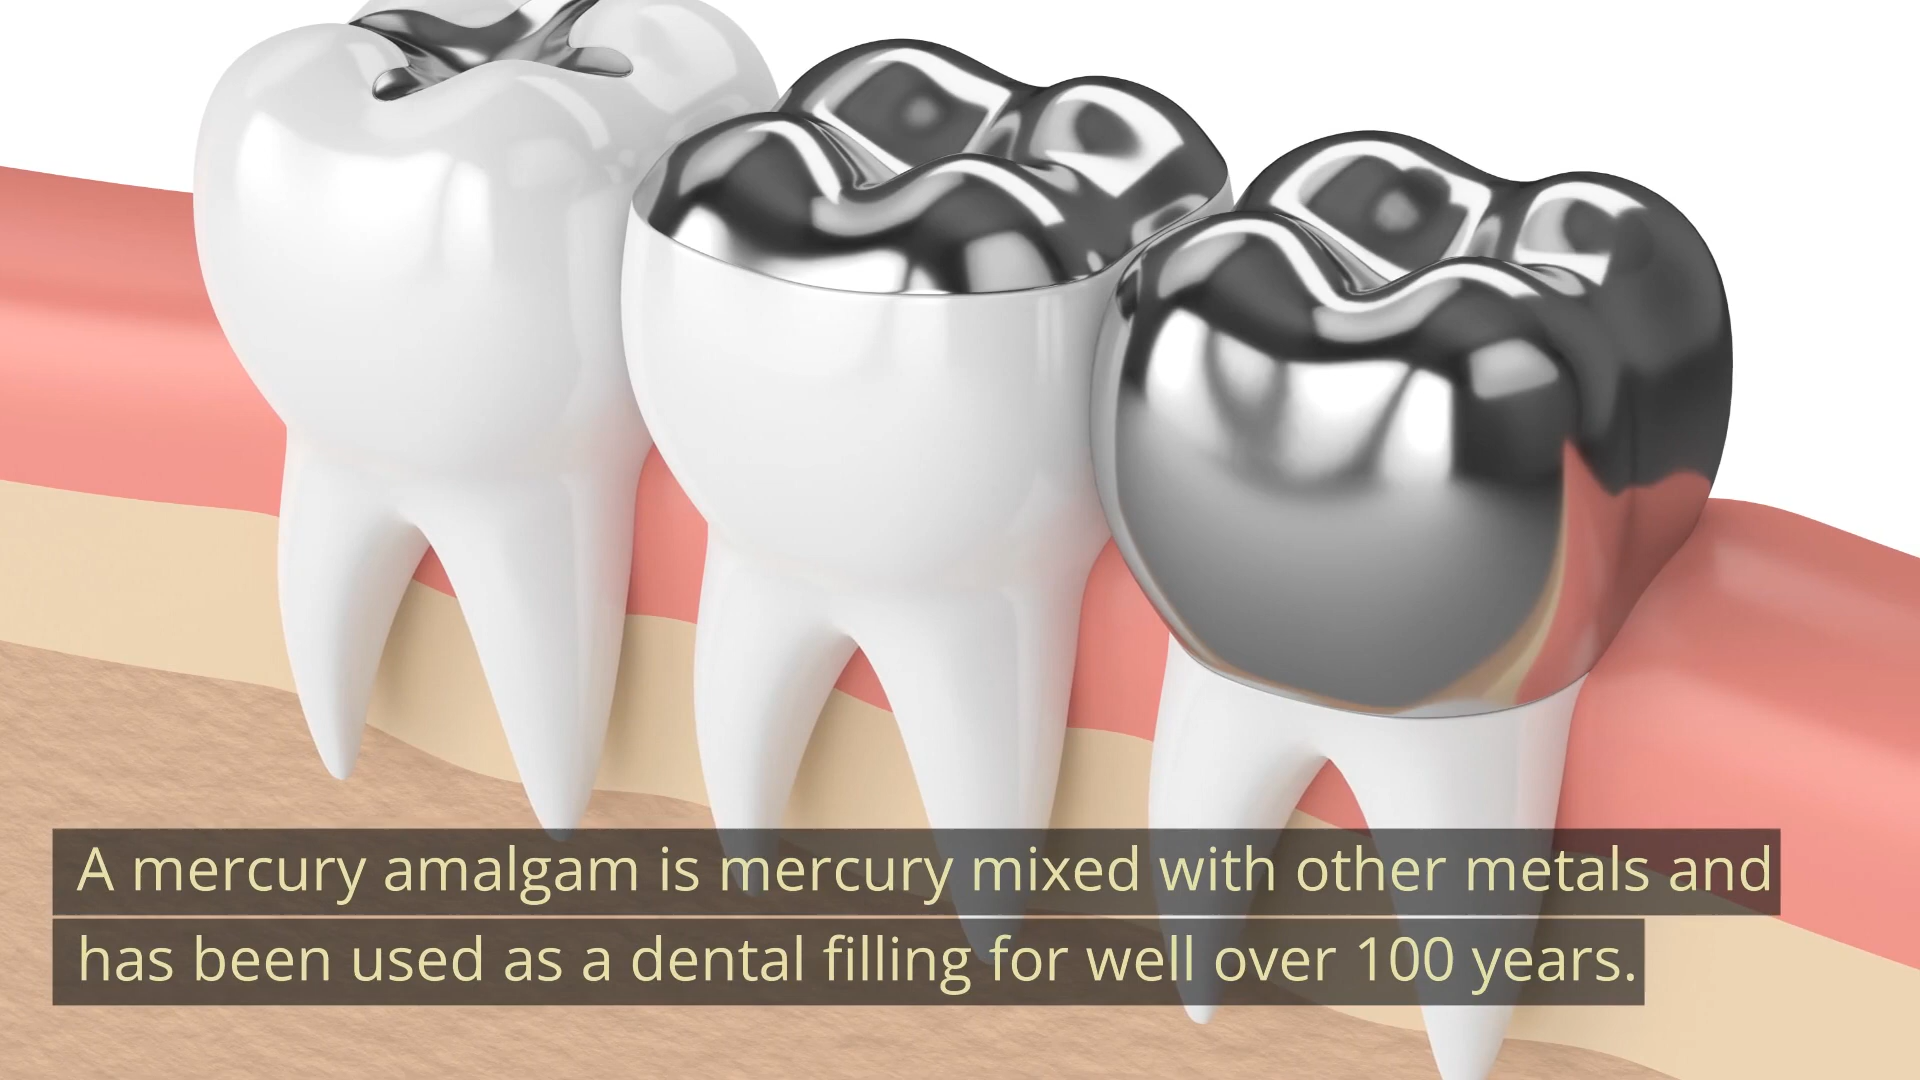 A mercury amalgam is mercury mixed with other metals and
has been used as a dental filling for well over 100 years.